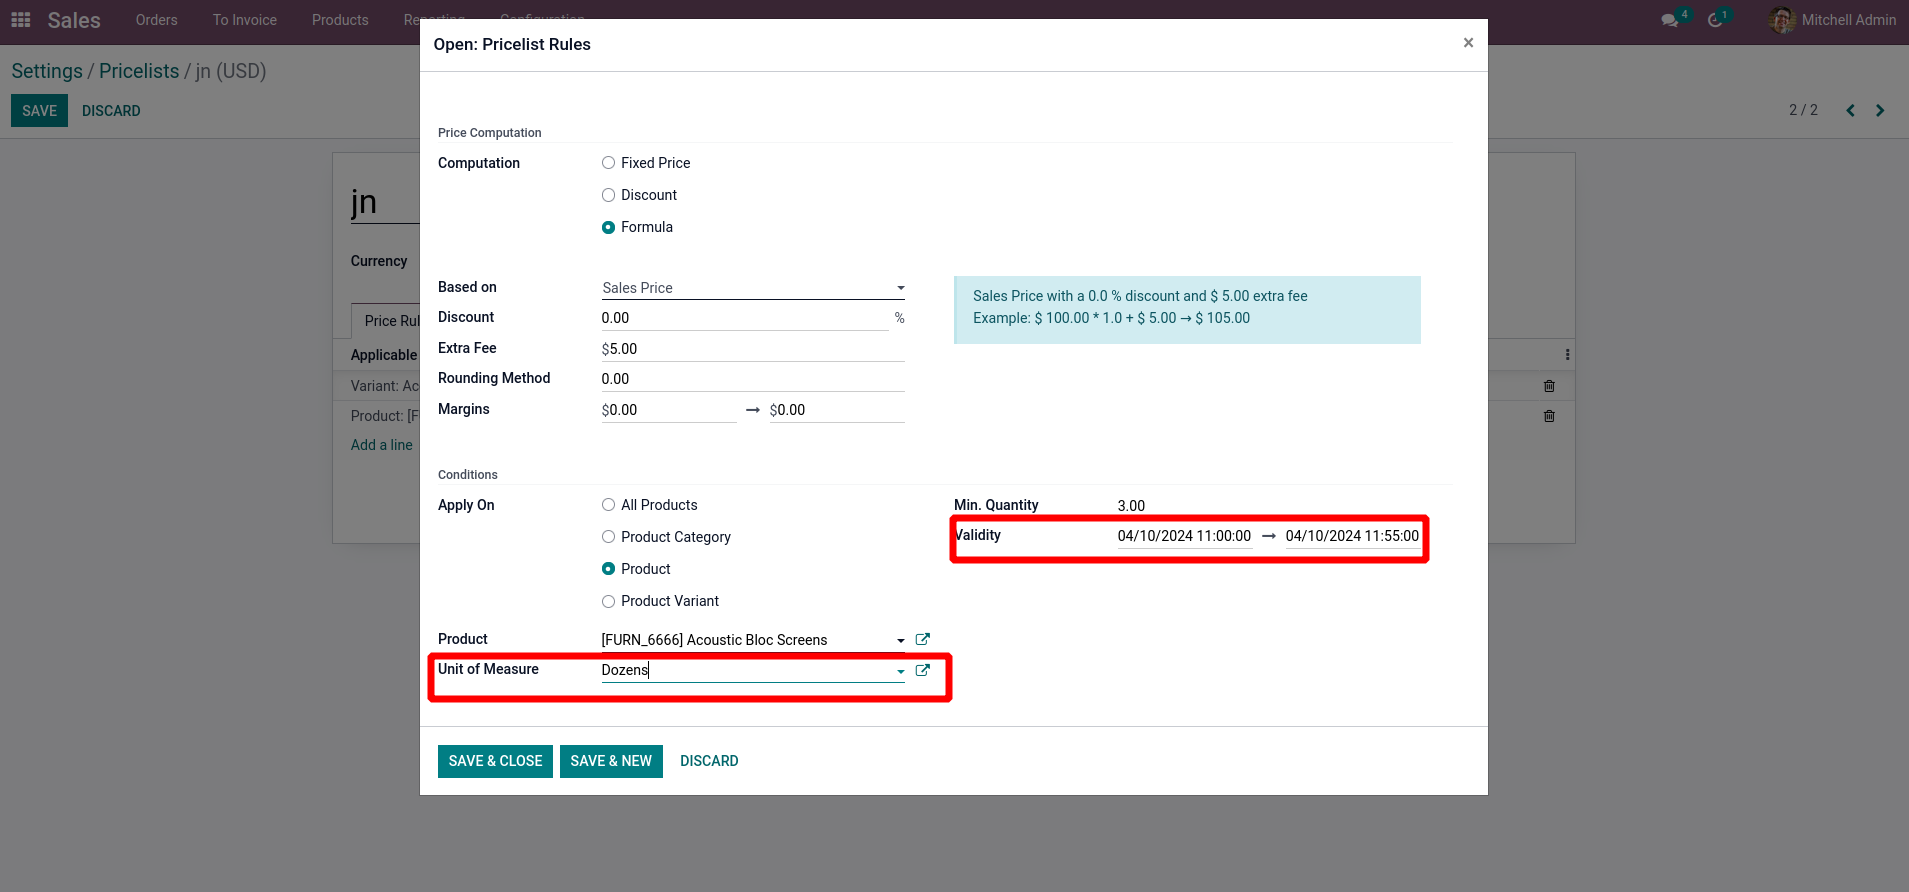 Sales Orders To Invoice Products Reporting Configuration 4 1 Mitchell Admin
Open: Pricelist Rules ×
Settings / Pricelists / jn (USD)
SAVE DISCARD 2 / 2
Price Computation
Computation Fixed Price
Discount
Formula
jn
Currency
Based on Sales Price
Discount 0.00 %
Extra Fee $5.00
Rounding Method 0.00
Margins $0.00 → $0.00
Sales Price with a 0.0 % discount and $ 5.00 extra fee
Example: $ 100.00 * 1.0 + $ 5.00 → $ 105.00
Price Rul
Applicable
Variant: Ac
Product: [F
Add a line
Conditions
Apply On All Products
Product Category
Product
Product Variant
Min. Quantity 3.00
Validity 04/10/2024 11:00:00 → 04/10/2024 11:55:00
Product [FURN_6666] Acoustic Bloc Screens
Unit of Measure Dozens
SAVE & CLOSE SAVE & NEW DISCARD